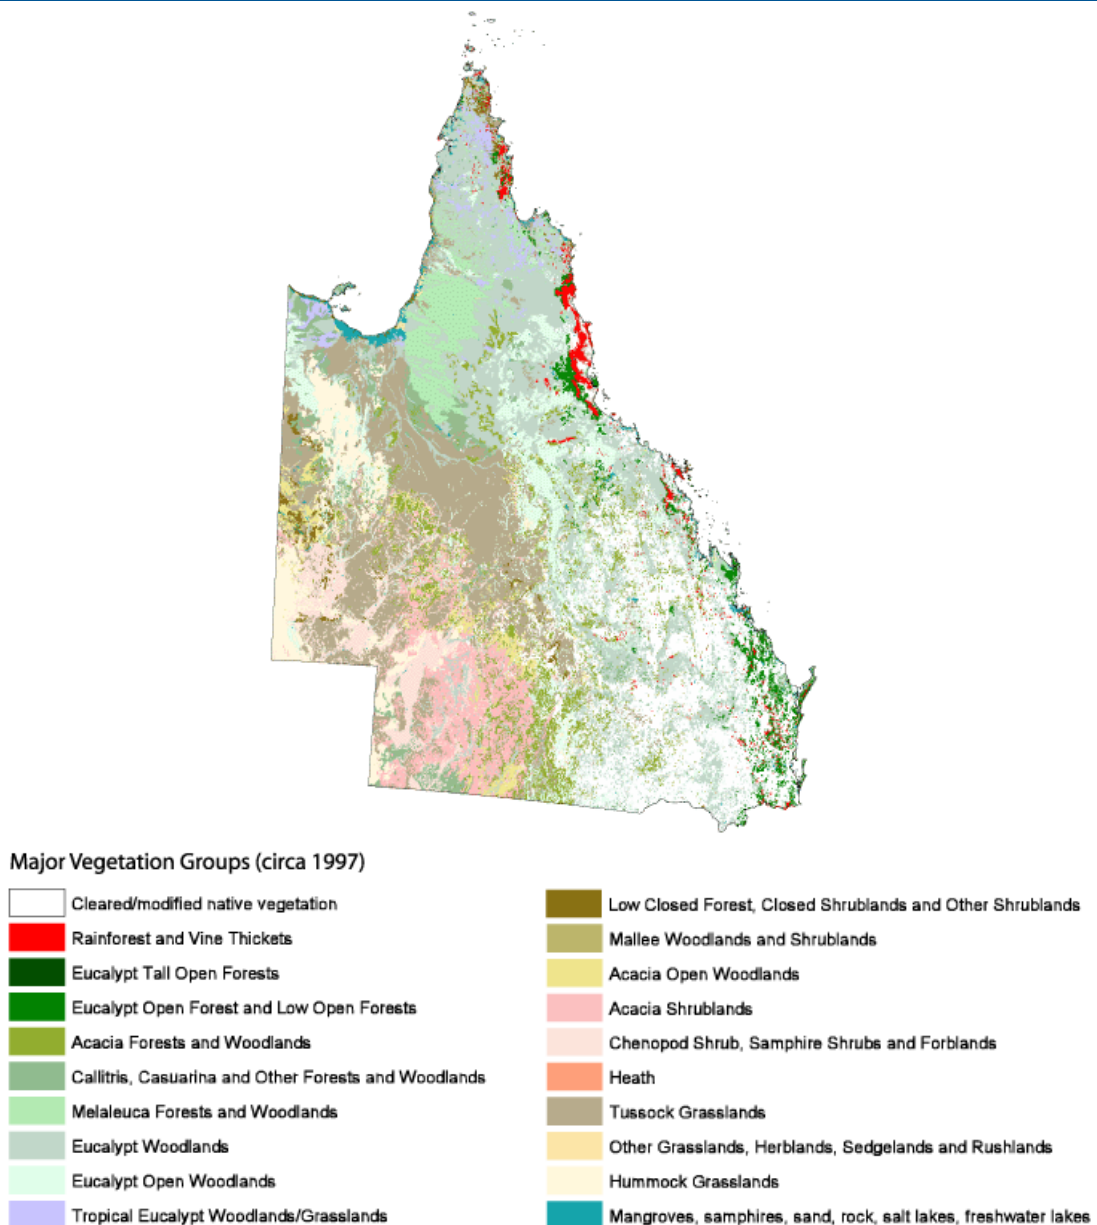 Major Vegetation Groups (circa 1997)
Cleared/modified native vegetation
Rainforest and Vine Thickets
Eucalypt Tall Open Forests
Eucalypt Open Forest and Low Open Forests
Acacia Forests and Woodlands
Callitris, Casuarina and Other Forests and Woodlands
Melaleuca Forests and Woodlands
Eucalypt Woodlands
Eucalypt Open Woodlands
Tropical Eucalypt Woodlands/Grasslands
Low Closed Forest, Closed Shrublands and Other Shrublands
Mallee Woodlands and Shrublands
Acacia Open Woodlands
Acacia Shrublands
Chenopod Shrub, Samphire Shrubs and Forblands
Heath
Tussock Grasslands
Other Grasslands, Herblands, Sedgelands and Rushlands
Hummock Grasslands
Mangroves, samphires, sand, rock, salt lakes, freshwater lakes